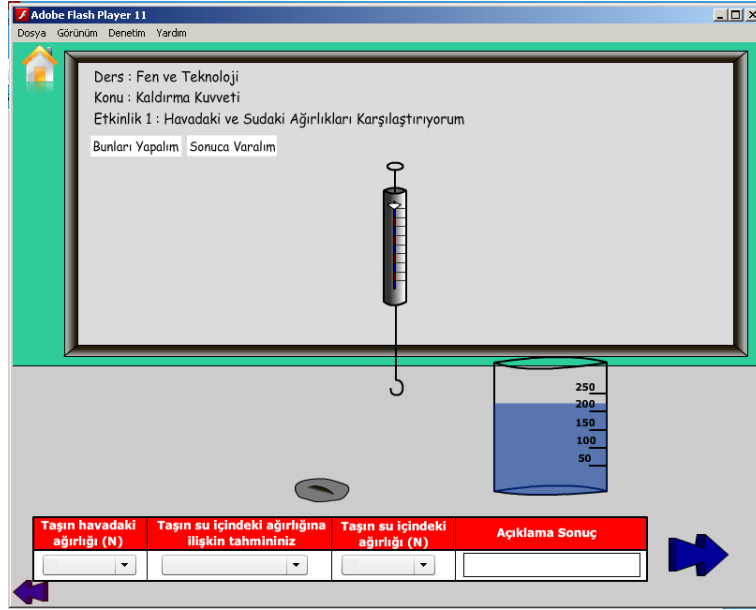 Adobe Flash Player 11
Dosya Görünüm Denetim Yardım
Ders : Fen ve Teknoloji
Konu : Kaldırma Kuvveti
Etkinlik 1 : Havadaki ve Sudaki Ağırlıkları Karşılaştırıyorum
Bunları Yapalım Sonuca Varalım
250
200
150
100
50
Taşın havadaki ağırlığı (N)
Taşın su içindeki ağırlığına ilişkin tahmininiz
Taşın su içindeki ağırlığı (N)
Açıklama Sonuç